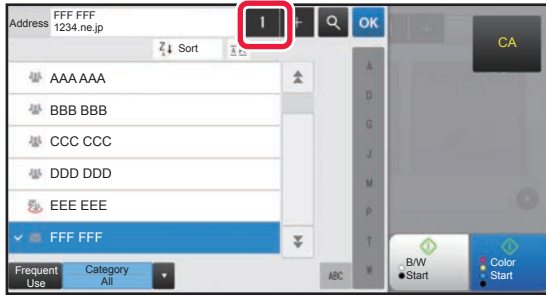 Address
FFF FFF
1234.ne.jp
1
+
OK
CA
Z↓ Sort
AAA AAA
BBB BBB
CCC CCC
DDD DDD
EEE EEE
FFF FFF
A
D
G
J
M
P
T
W
Frequent
Use
Category
All
ABC
B/W
Start
Color
Start